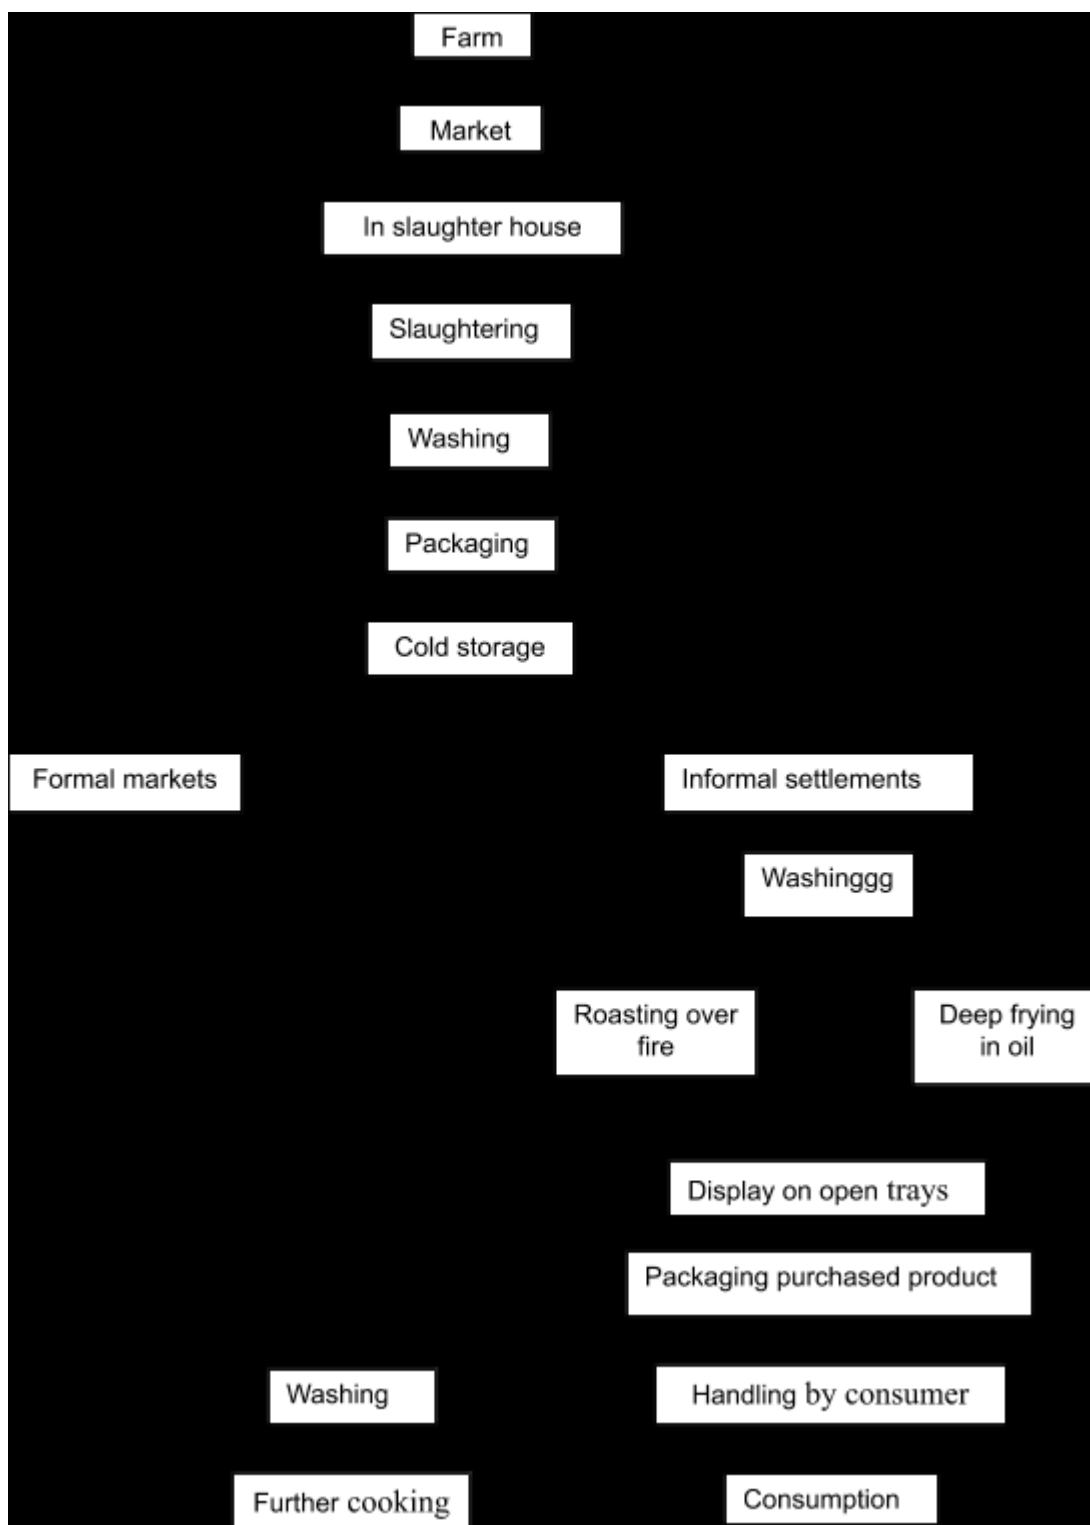 Farm
Market
In slaughter house
Slaughtering
Washing
Packaging
Cold storage
Formal markets
Informal settlements
Washinggg
Roasting over
fire
Deep frying
in oil
Display on open trays
Packaging purchased product
Washing
Handling by consumer
Further cooking
Consumption